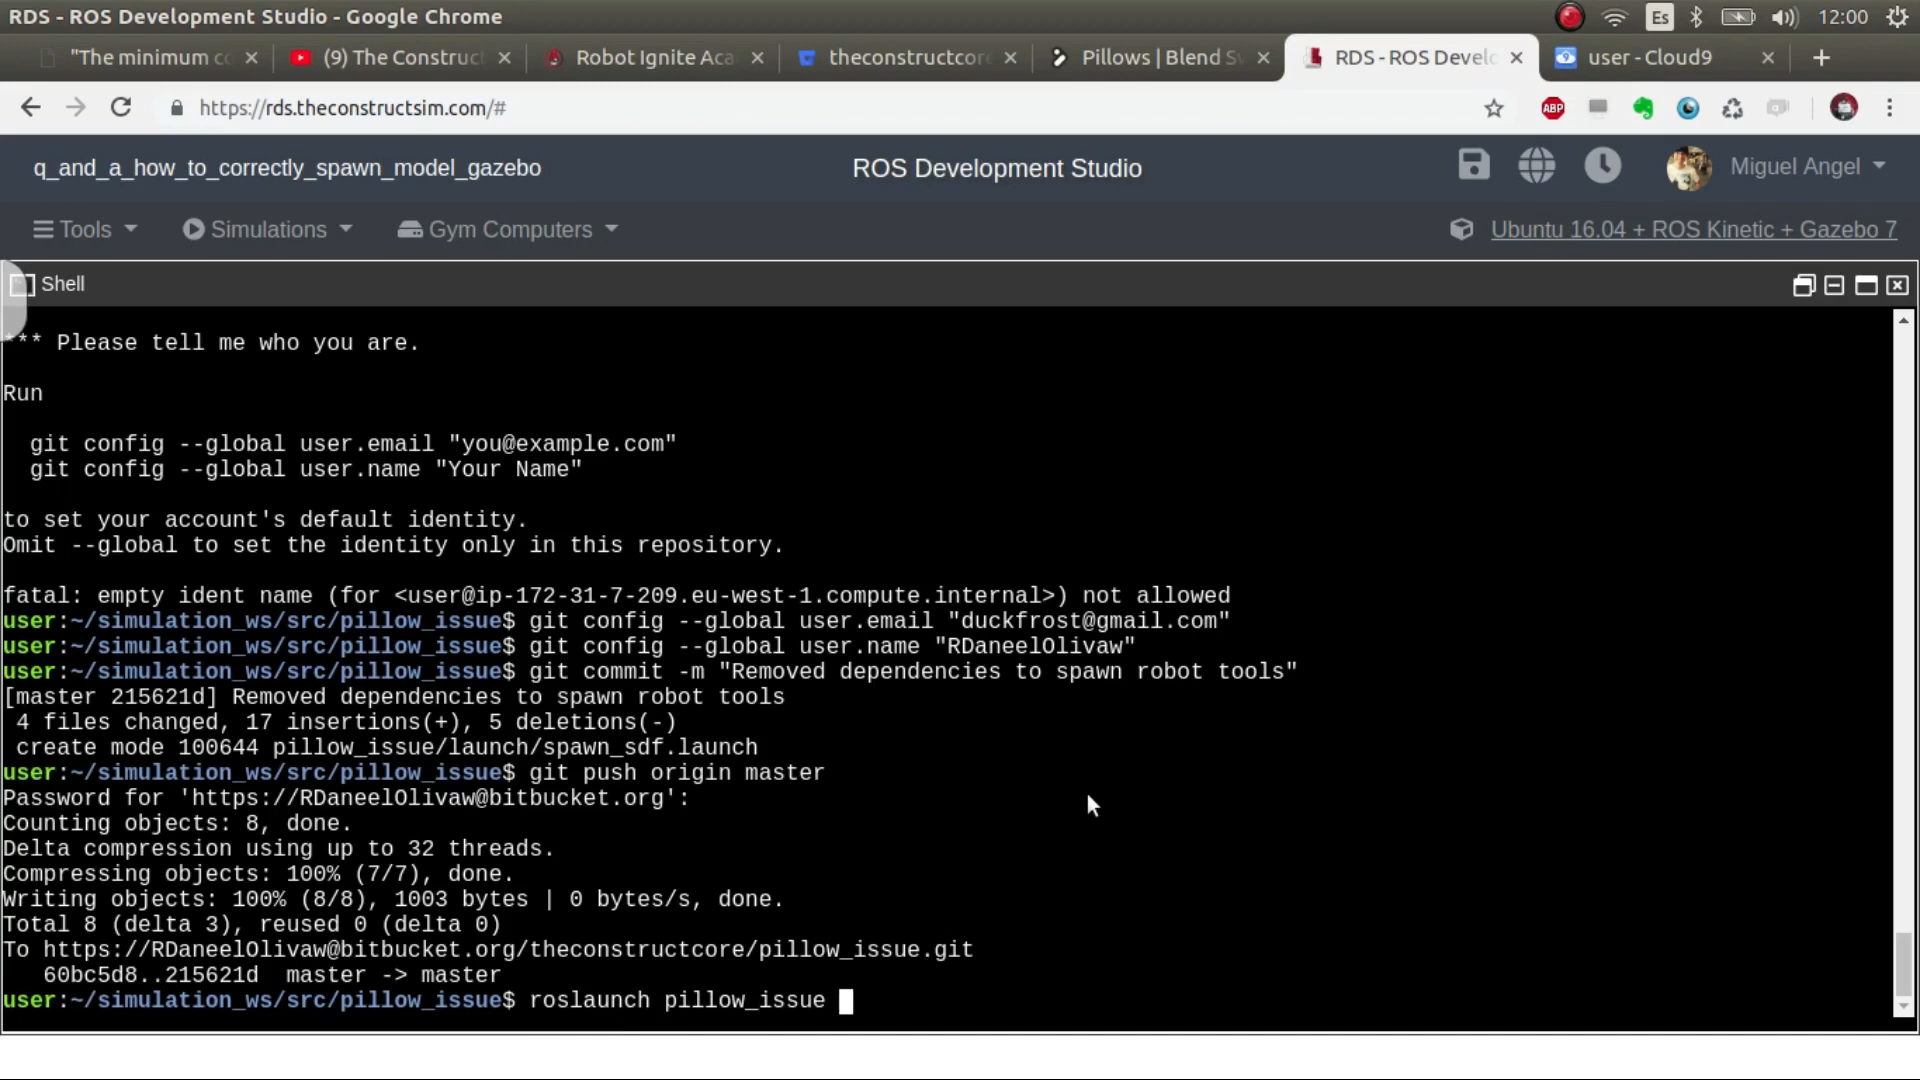 RDS - ROS Development Studio - Google Chrome
Es
12:00
"The minimum co
(9) The Construct
Robot Ignite Aca
theconstructcore
Pillows | Blend Sw
RDS - ROS Develo
user - Cloud9
https://rds.theconstructsim.com/#
ABP
q_and_a_how_to_correctly_spawn_model_gazebo
ROS Development Studio
Miguel Angel
Tools
Simulations
Gym Computers
Ubuntu 16.04 + ROS Kinetic + Gazebo 7
Shell
*** Please tell me who you are.
Run
git config --global user.email "you@example.com"
git config --global user.name "Your Name"
to set your account's default identity.
Omit --global to set the identity only in this repository.
fatal: empty ident name (for <user@ip-172-31-7-209.eu-west-1.compute.internal>) not allowed
user:~/simulation_ws/src/pillow_issue$ git config --global user.email "duckfrost@gmail.com"
user:~/simulation_ws/src/pillow_issue$ git config --global user.name "RDaneelOlivaw"
user:~/simulation_ws/src/pillow_issue$ git commit -m "Removed dependencies to spawn robot tools"
[master 215621d] Removed dependencies to spawn robot tools
4 files changed, 17 insertions(+), 5 deletions(-)
create mode 100644 pillow_issue/launch/spawn_sdf.launch
user:~/simulation_ws/src/pillow_issue$ git push origin master
Password for 'https://RDaneelOlivaw@bitbucket.org':
Counting objects: 8, done.
Delta compression using up to 32 threads.
Compressing objects: 100% (7/7), done.
Writing objects: 100% (8/8), 1003 bytes | 0 bytes/s, done.
Total 8 (delta 3), reused 0 (delta 0)
To https://RDaneelOlivaw@bitbucket.org/theconstructcore/pillow_issue.git
60bc5d8..215621d  master -> master
user:~/simulation_ws/src/pillow_issue$ roslaunch pillow_issue